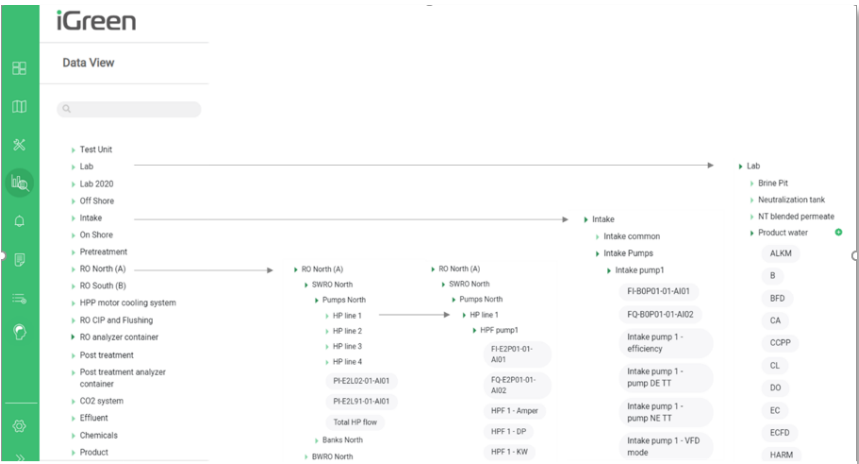 iGreen
Data View
Test Unit
Lab
Lab 2020
Off Shore
Intake
On Shore
Pretreatment
RO North (A)
RO South (B)
HPP motor cooling system
RO CIP and Flushing
RO analyzer container
Post treatment
Post treatment analyzer
container
CO2 system
Effluent
Chemicals
Product
RO North (A)
SWRO North
Pumps North
HP line 1
HP line 2
HP line 3
HP line 4
PI-E2L02-01-AI01
PI-E2L91-01-AI01
Total HP flow
Banks North
BWRO North
RO North (A)
SWRO North
Pumps North
HP line 1
HPF pump1
FI-E2P01-01-
AI01
FQ-E2P01-01-
AI02
HPF 1 - Amper
HPF 1 - DP
HPF 1 - KW
Intake
Intake common
Intake Pumps
Intake pump1
FI-B0P01-01-AI01
FQ-B0P01-01-AI02
Intake pump 1 -
efficiency
Intake pump 1 -
pump DE TT
Intake pump 1 -
pump NE TT
Intake pump 1 - VFD
mode
Lab
Brine Pit
Neutralization tank
NT blended permeate
Product water
ALKM
B
BFD
CA
CCPP
CL
DO
EC
ECFD
HARM